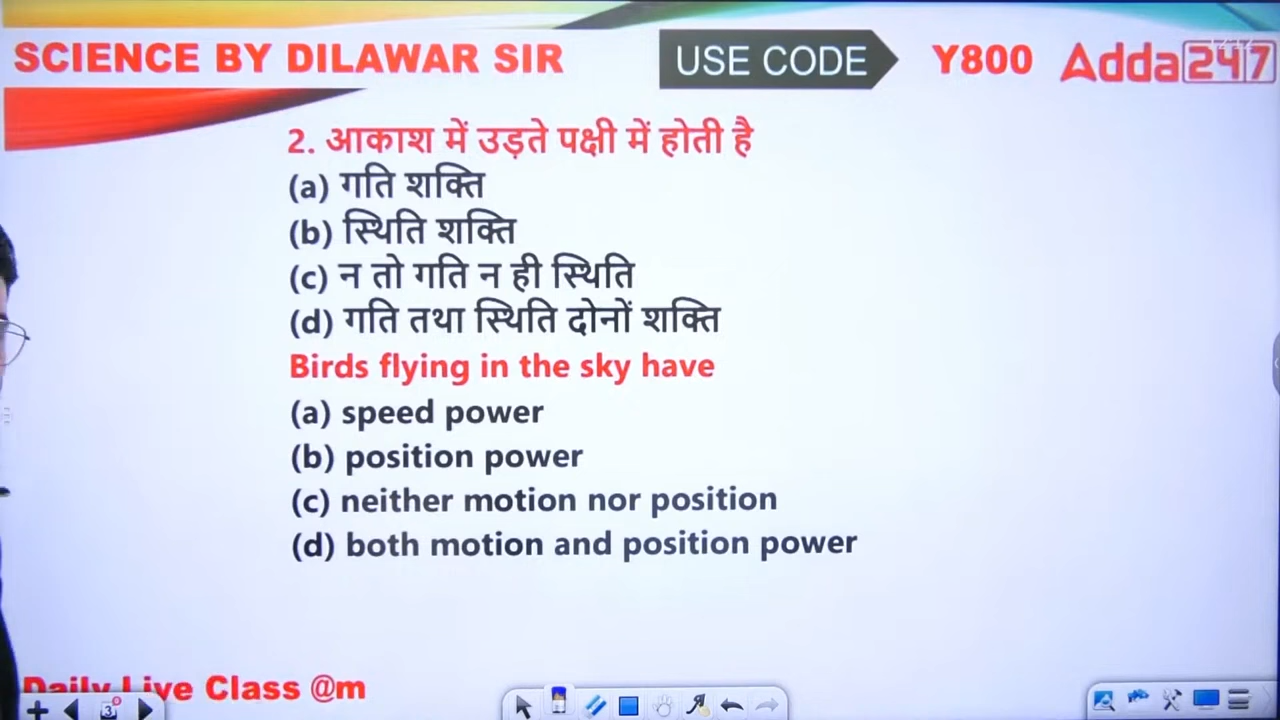 SCIENCE BY DILAWAR SIR
USE CODE
Y800
Adda247
2. आकाश में उड़ते पक्षी में होती है
(a) गति शक्ति
(b) स्थिति शक्ति
(c) न तो गति न ही स्थिति
(d) गति तथा स्थिति दोनों शक्ति
Birds flying in the sky have
(a) speed power
(b) position power
(c) neither motion nor position
(d) both motion and position power
Daily Live Class @m
3